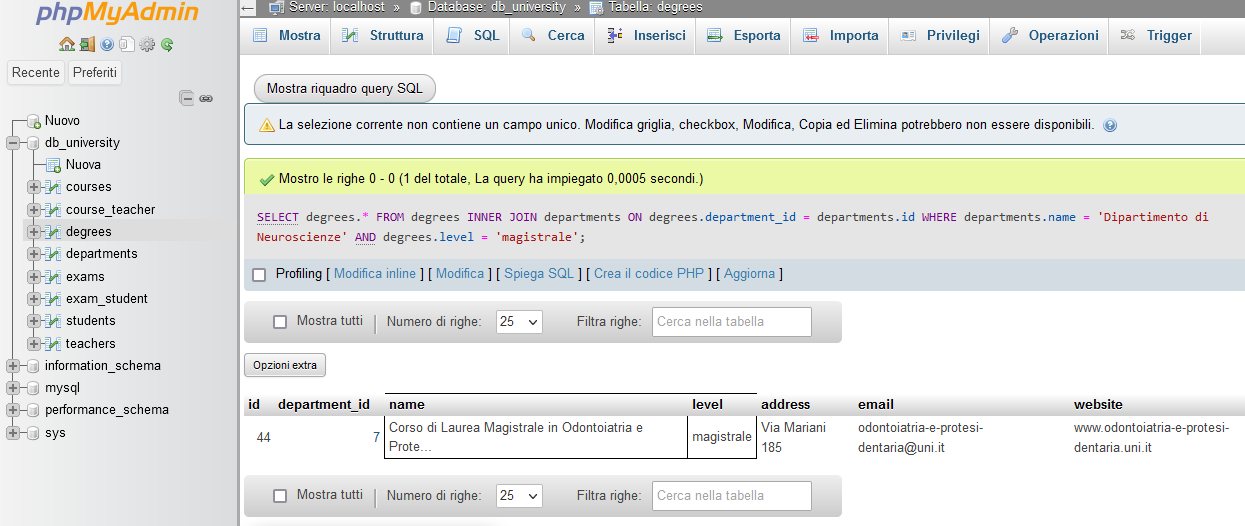 phpMyAdmin
Recente Preferiti
Nuovo
db_university
Nuova
courses
course_teacher
degrees
departments
exams
exam_student
students
teachers
information_schema
mysql
performance_schema
sys
Server: localhost » Database: db_university » Tabella: degrees
Mostra Struttura SQL Cerca Inserisci Esporta Importa Privilegi Operazioni Trigger
Mostra riquadro query SQL
La selezione corrente non contiene un campo unico. Modifica griglia, checkbox, Modifica, Copia ed Elimina potrebbero non essere disponibili.
Mostro le righe 0 - 0 (1 del totale, La query ha impiegato 0,0005 secondi.)
SELECT degrees.* FROM degrees INNER JOIN departments ON degrees.department_id = departments.id WHERE departments.name = 'Dipartimento di
Neuroscienze' AND degrees.level = 'magistrale';
Profiling [ Modifica inline ] [ Modifica ] [ Spiega SQL ] [ Crea il codice PHP ] [ Aggiorna ]
Mostra tutti Numero di righe: 25 Filtra righe: Cerca nella tabella
Opzioni extra
id department_id name level address email website
44 7 Corso di Laurea Magistrale in Odontoiatria e Prote... magistrale Via Mariani 185 odontoiatria-e-protesi-dentaria@uni.it www.odontoiatria-e-protesi-dentaria.uni.it
Mostra tutti Numero di righe: 25 Filtra righe: Cerca nella tabella